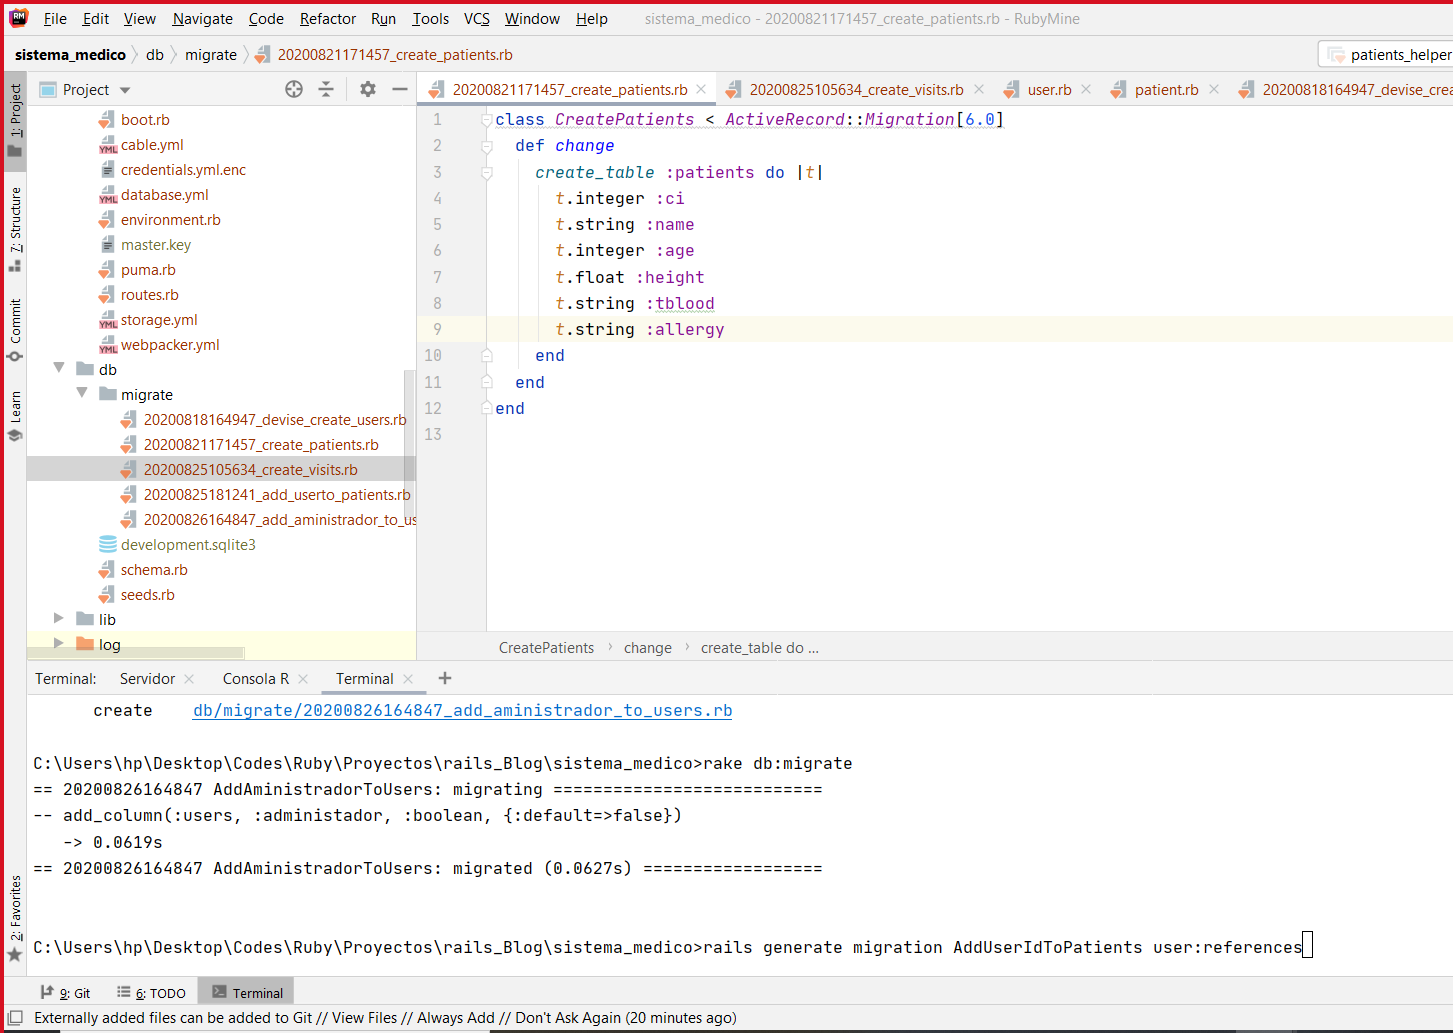 File Edit View Navigate Code Refactor Run Tools VCS Window Help sistema_medico - 20200821171457_create_patients.rb - RubyMine
sistema_medico db migrate 20200821171457_create_patients.rb patients_helper
1: Project
7: Structure
Commit
Learn
2: Favorites
Project
boot.rb
cable.yml
credentials.yml.enc
database.yml
environment.rb
master.key
puma.rb
routes.rb
storage.yml
webpacker.yml
db
migrate
20200818164947_devise_create_users.rb
20200821171457_create_patients.rb
20200825105634_create_visits.rb
20200825181241_add_userto_patients.rb
20200826164847_add_aministrador_to_us
development.sqlite3
schema.rb
seeds.rb
lib
log
20200821171457_create_patients.rb 20200825105634_create_visits.rb user.rb patient.rb 20200818164947_devise_crea
1 class CreatePatients < ActiveRecord::Migration[6.0]
2 def change
3 create_table :patients do |t|
4 t.integer :ci
5 t.string :name
6 t.integer :age
7 t.float :height
8 t.string :tblood
9 t.string :allergy
10 end
11 end
12 end
13
CreatePatients › change › create_table do ...
Terminal: Servidor Consola R Terminal
create db/migrate/20200826164847_add_aministrador_to_users.rb
C:\Users\hp\Desktop\Codes\Ruby\Proyectos\rails_Blog\sistema_medico>rake db:migrate
== 20200826164847 AddAministradorToUsers: migrating ===========================
-- add_column(:users, :administador, :boolean, {:default=>false})
-> 0.0619s
== 20200826164847 AddAministradorToUsers: migrated (0.0627s) ==================
C:\Users\hp\Desktop\Codes\Ruby\Proyectos\rails_Blog\sistema_medico>rails generate migration AddUserIdToPatients user:references
9: Git 6: TODO Terminal
Externally added files can be added to Git // View Files // Always Add // Don't Ask Again (20 minutes ago)